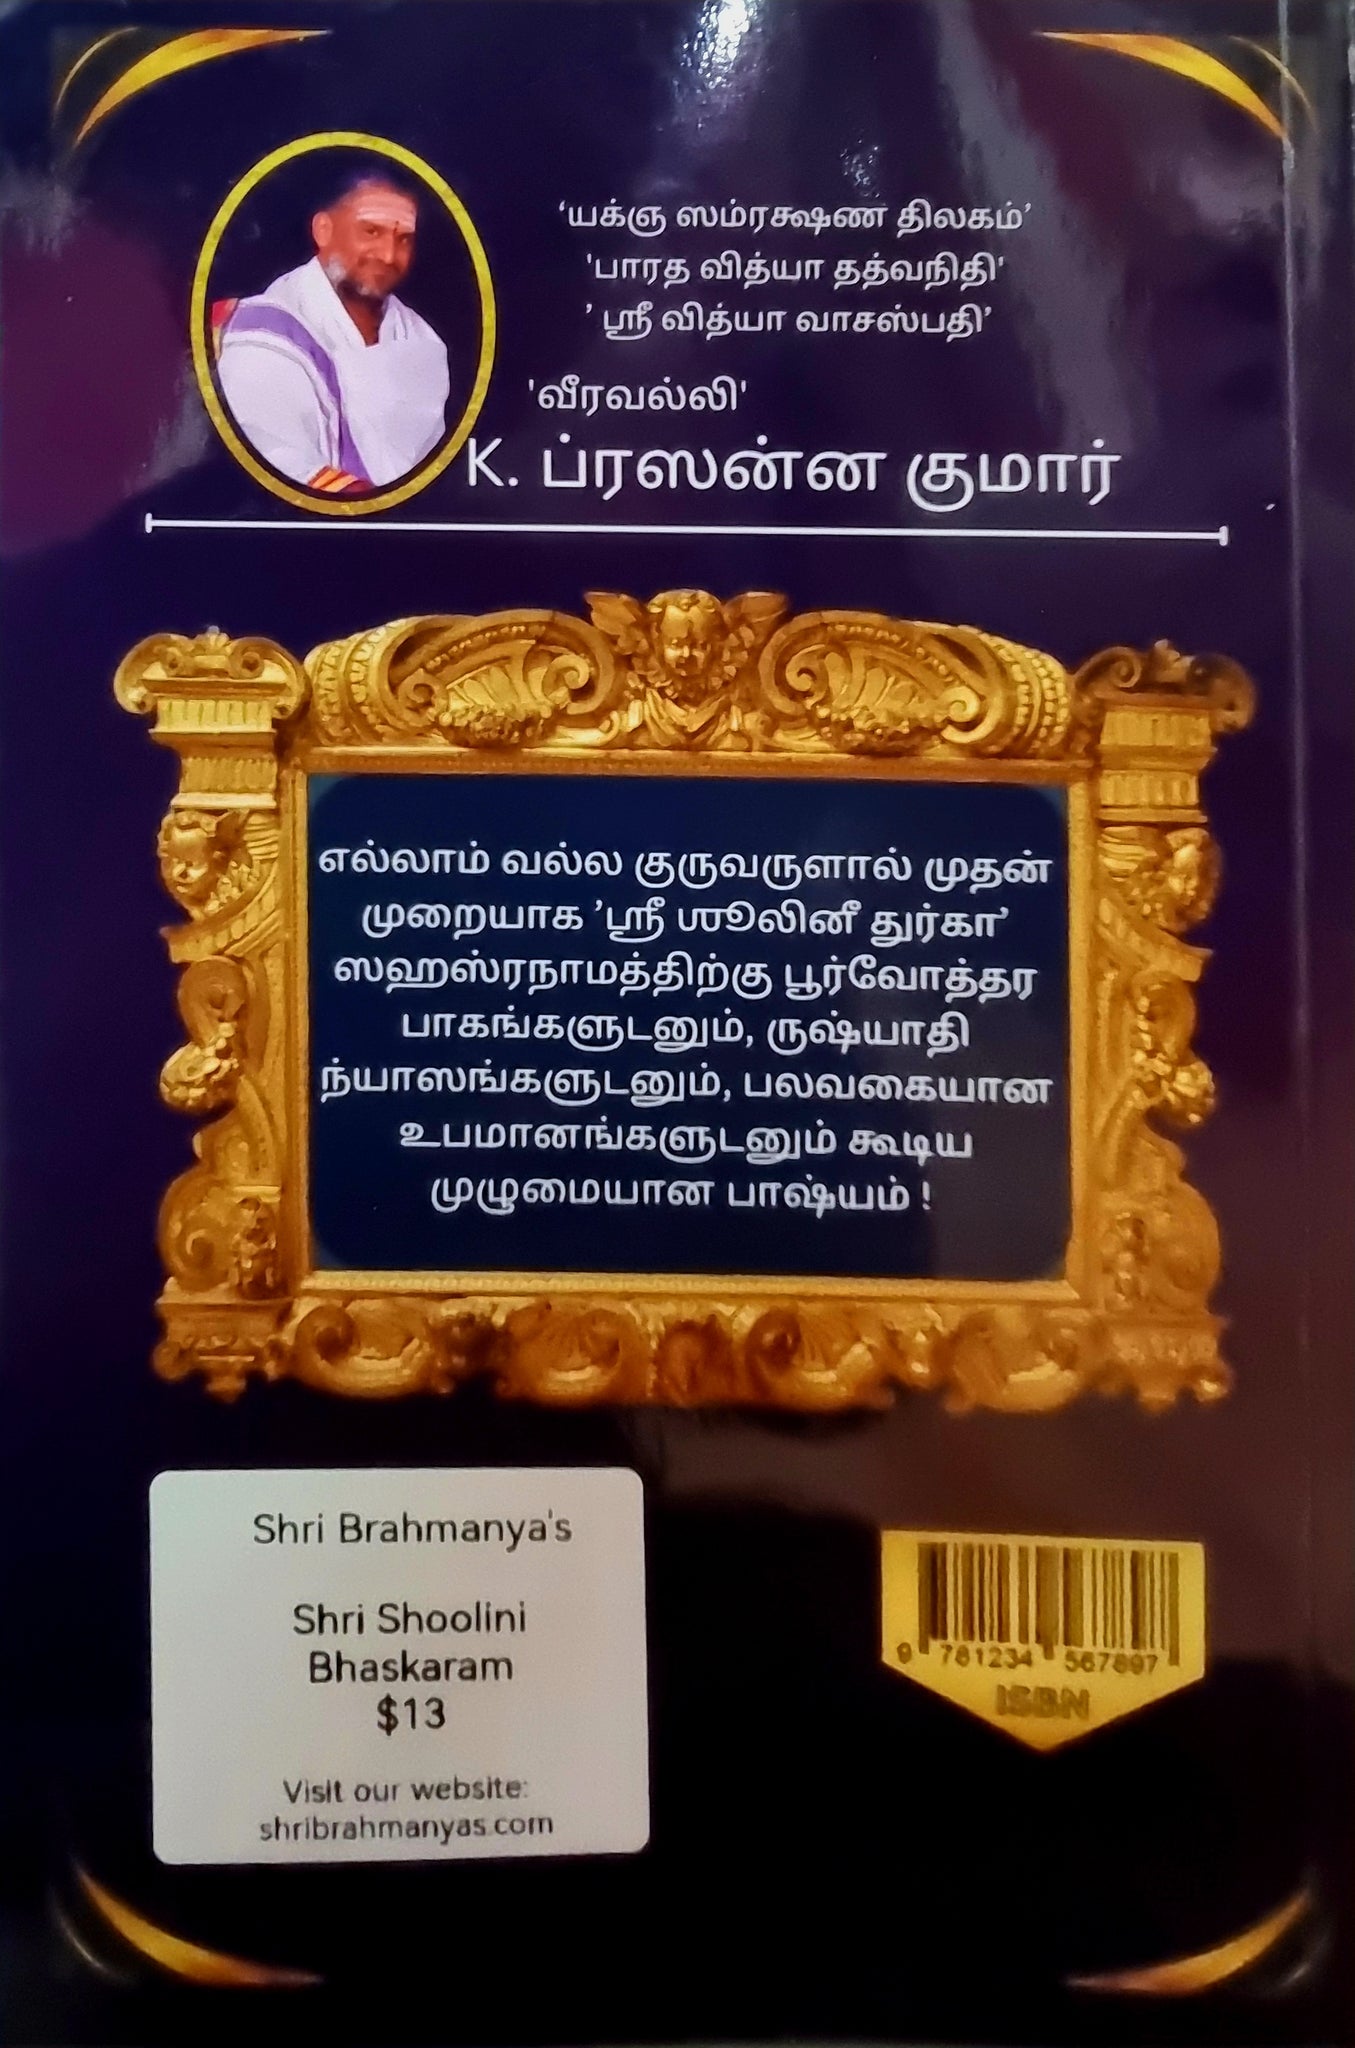 ‘யக்ஞ ஸம்ரக்ஷண திலகம்’
'பாரத வித்யா தத்வநிதி'
’ ஸ்ரீ வித்யா வாசஸ்பதி’
'வீரவல்லி'
K. ப்ரஸன்ன குமார்
எல்லாம் வல்ல குருவருளால் முதன்
முறையாக ’ஸ்ரீ ஶூலினீ துர்கா’
ஸஹஸ்ரநாமத்திற்கு பூர்வோத்தர
பாகங்களுடனும், ருஷ்யாதி
ந்யாஸங்களுடனும், பலவகையான
உபமானங்களுடனும் கூடிய
முழுமையான பாஷ்யம் !
Shri Brahmanya's
Shri Shoolini
Bhaskaram
$13
Visit our website:
shribrahmanyas.com
9 781234 567897
ISBN